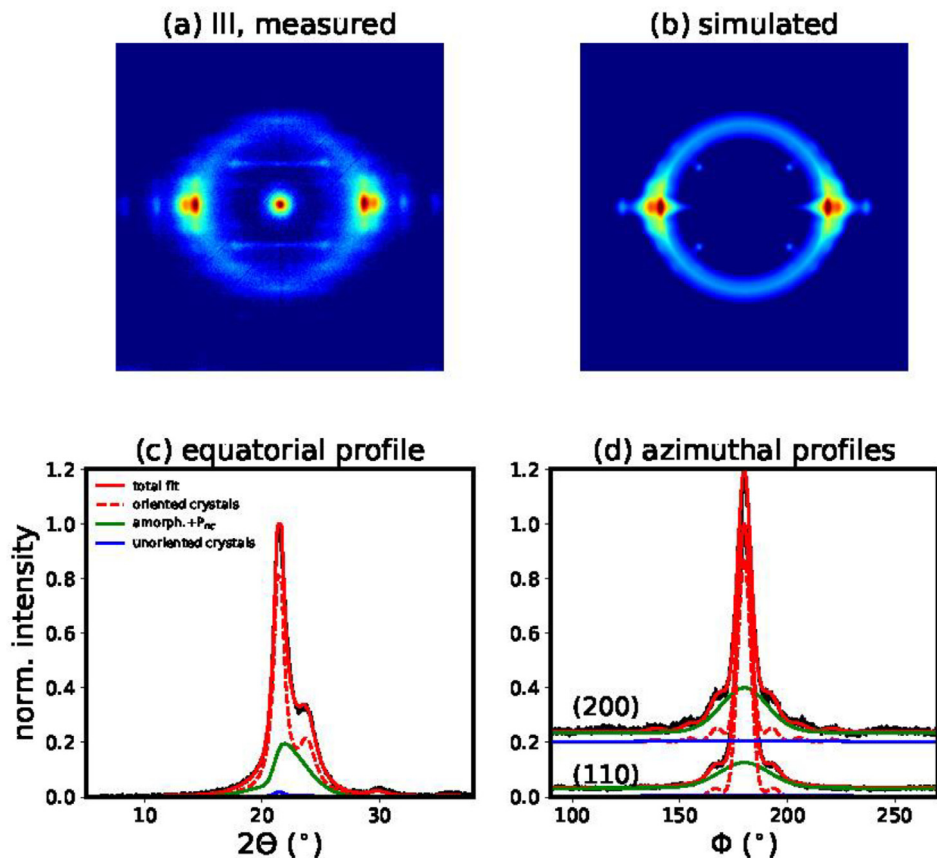 (a) III, measured
(b) simulated
(c) equatorial profile
norm. intensity
1.2
1.0
0.8
0.6
0.4
0.2
0.0
total fit
oriented crystals
amorph.+Pnc
unoriented crystals
10
20
30
2Θ (°)
(d) azimuthal profiles
1.2
1.0
0.8
0.6
0.4
0.2
0.0
(200)
(110)
100
150
200
250
Φ (°)